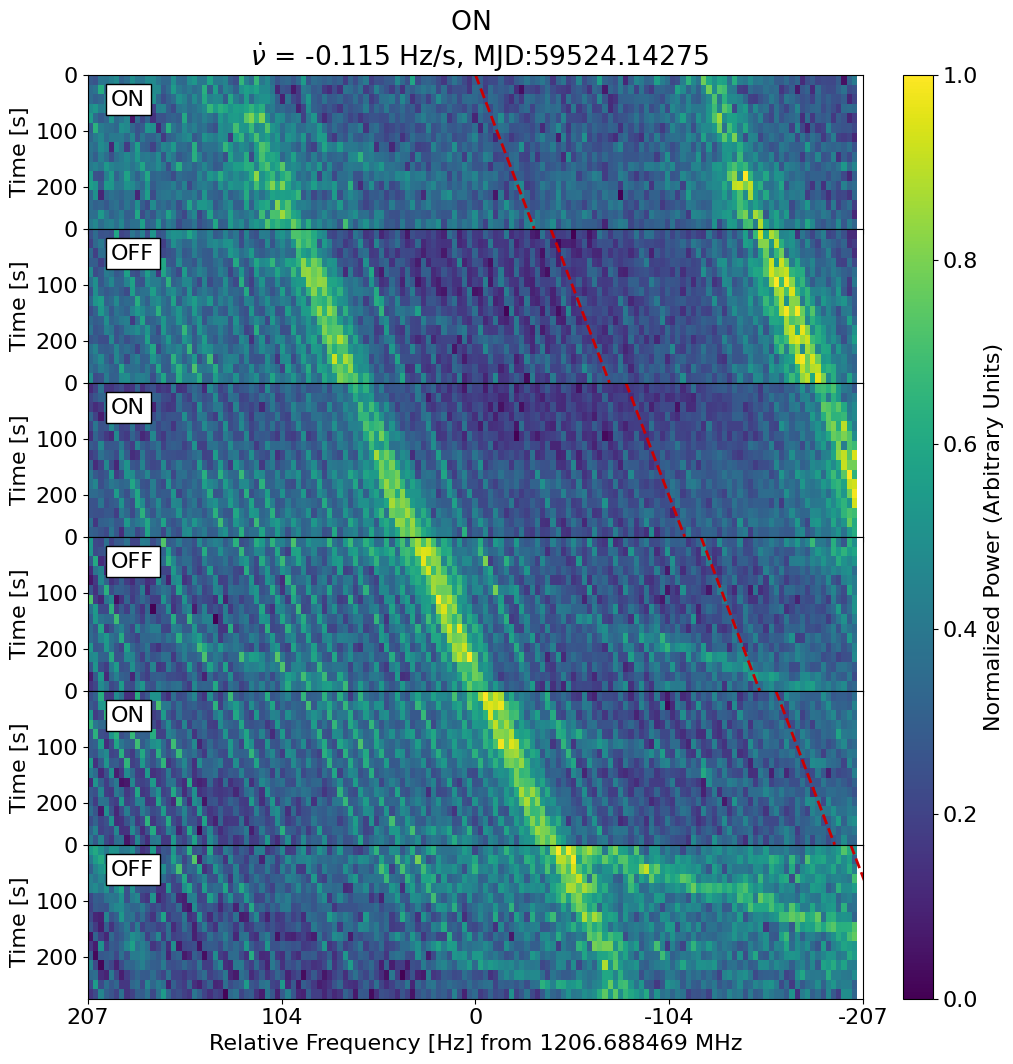 ON
ν̇ = -0.115 Hz/s, MJD:59524.14275
0
100
200
Time [s]
ON
0
100
200
Time [s]
OFF
0
100
200
Time [s]
ON
0
100
200
Time [s]
OFF
0
100
200
Time [s]
ON
0
100
200
Time [s]
OFF
207
104
0
-104
-207
Relative Frequency [Hz] from 1206.688469 MHz
1.0
0.8
0.6
0.4
0.2
0.0
Normalized Power (Arbitrary Units)